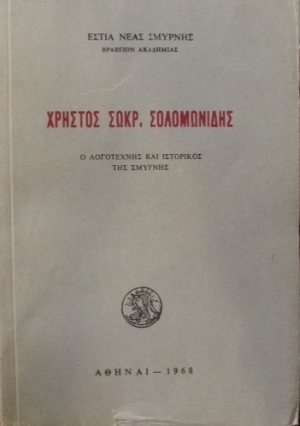 ΕΣΤΙΑ ΝΕΑΣ ΣΜΥΡΝΗΣ
ΒΡΑΒΕΙΟΝ ΑΚΑΔΗΜΙΑΣ
ΧΡΗΣΤΟΣ ΣΩΚΡ. ΣΟΛΟΜΩΝΙΔΗΣ
Ο ΛΟΓΟΤΕΧΝΗΣ ΚΑΙ ΙΣΤΟΡΙΚΟΣ
ΤΗΣ ΣΜΥΡΝΗΣ
ΑΘΗΝΑΙ — 1968